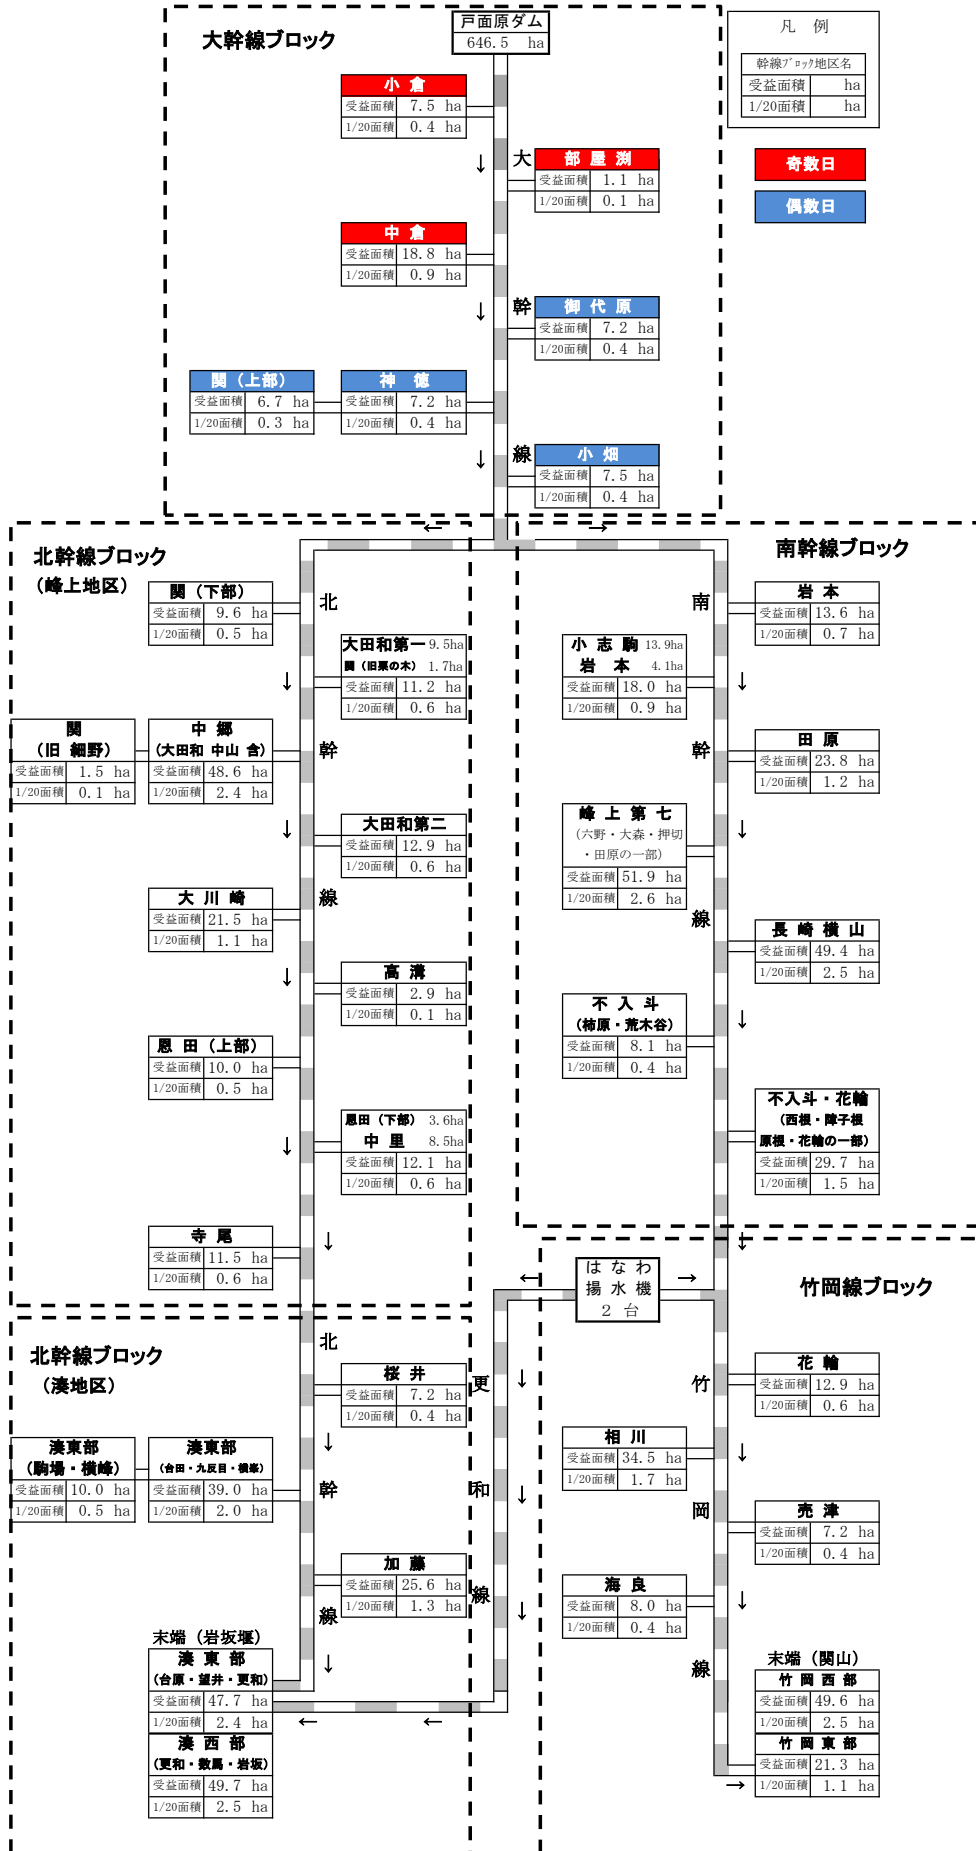 戸面原ダム
646.5 ha
大幹線ブロック
凡 例
幹線ブロック地区名
受益面積 ha
1/20面積 ha
奇数日
偶数日
小 倉
受益面積 7.5 ha
1/20面積 0.4 ha
↓
大
部 屋 渕
受益面積 1.1 ha
1/20面積 0.1 ha
中 倉
受益面積 18.8 ha
1/20面積 0.9 ha
↓
幹
御 代 原
受益面積 7.2 ha
1/20面積 0.4 ha
関（上部）
受益面積 6.7 ha
1/20面積 0.3 ha
神 徳
受益面積 7.2 ha
1/20面積 0.4 ha
↓
線
小 畑
受益面積 7.5 ha
1/20面積 0.4 ha
← →
北幹線ブロック
（峰上地区）
関（下部）
受益面積 9.6 ha
1/20面積 0.5 ha
北
大田和第一 9.5ha
関（旧栗の木） 1.7ha
受益面積 11.2 ha
1/20面積 0.6 ha
↓
関
（旧 細野）
受益面積 1.5 ha
1/20面積 0.1 ha
中 郷
（大田和 中山 含）
受益面積 48.6 ha
1/20面積 2.4 ha
幹
↓
大田和第二
受益面積 12.9 ha
1/20面積 0.6 ha
大 川 崎
受益面積 21.5 ha
1/20面積 1.1 ha
線
↓
高 溝
受益面積 2.9 ha
1/20面積 0.1 ha
恩 田（上部）
受益面積 10.0 ha
1/20面積 0.5 ha
↓
恩田（下部） 3.6ha
中 里 8.5ha
受益面積 12.1 ha
1/20面積 0.6 ha
寺 尾
受益面積 11.5 ha
1/20面積 0.6 ha
↓
南幹線ブロック
南
岩 本
受益面積 13.6 ha
1/20面積 0.7 ha
小 志 駒 13.9ha
岩 本 4.1ha
受益面積 18.0 ha
1/20面積 0.9 ha
↓
幹
田 原
受益面積 23.8 ha
1/20面積 1.2 ha
峰 上 第 七
（六野・大森・押切
・田原の一部）
受益面積 51.9 ha
1/20面積 2.6 ha
↓
線
長 崎 横 山
受益面積 49.4 ha
1/20面積 2.5 ha
不 入 斗
（柿原・荒木谷）
受益面積 8.1 ha
1/20面積 0.4 ha
↓
不入斗・花輪
（西根・障子根
原根・花輪の一部）
受益面積 29.7 ha
1/20面積 1.5 ha
↓
北幹線ブロック
（湊地区）
北
桜 井
受益面積 7.2 ha
1/20面積 0.4 ha
↓
湊東部
（駒場・横峰）
受益面積 10.0 ha
1/20面積 0.5 ha
湊東部
（台田・九反目・横峯）
受益面積 39.0 ha
1/20面積 2.0 ha
幹
加 藤
受益面積 25.6 ha
1/20面積 1.3 ha
線
↓
末端（岩坂堰）
湊 東 部
（台原・望井・更和）
受益面積 47.7 ha
1/20面積 2.4 ha
湊 西 部
（更和・数馬・岩坂）
受益面積 49.7 ha
1/20面積 2.5 ha
← ←
更
↓
和
↓
線
↓
竹岡線ブロック
← →
は な わ
揚 水 機
2 台
竹
花 輪
受益面積 12.9 ha
1/20面積 0.6 ha
相 川
受益面積 34.5 ha
1/20面積 1.7 ha
↓
岡
売 津
受益面積 7.2 ha
1/20面積 0.4 ha
海 良
受益面積 8.0 ha
1/20面積 0.4 ha
↓
線
末端（関山）
竹 岡 西 部
受益面積 49.6 ha
1/20面積 2.5 ha
竹 岡 東 部
受益面積 21.3 ha
1/20面積 1.1 ha
→